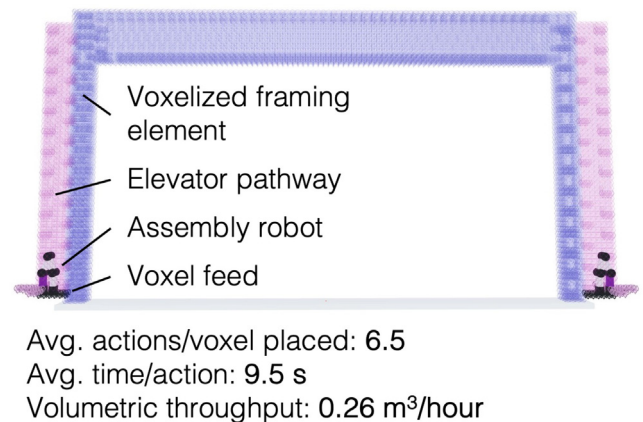 Voxelized framing
element
Elevator pathway
Assembly robot
Voxel feed
Avg. actions/voxel placed: 6.5
Avg. time/action: 9.5 s
Volumetric throughput: 0.26 m³/hour